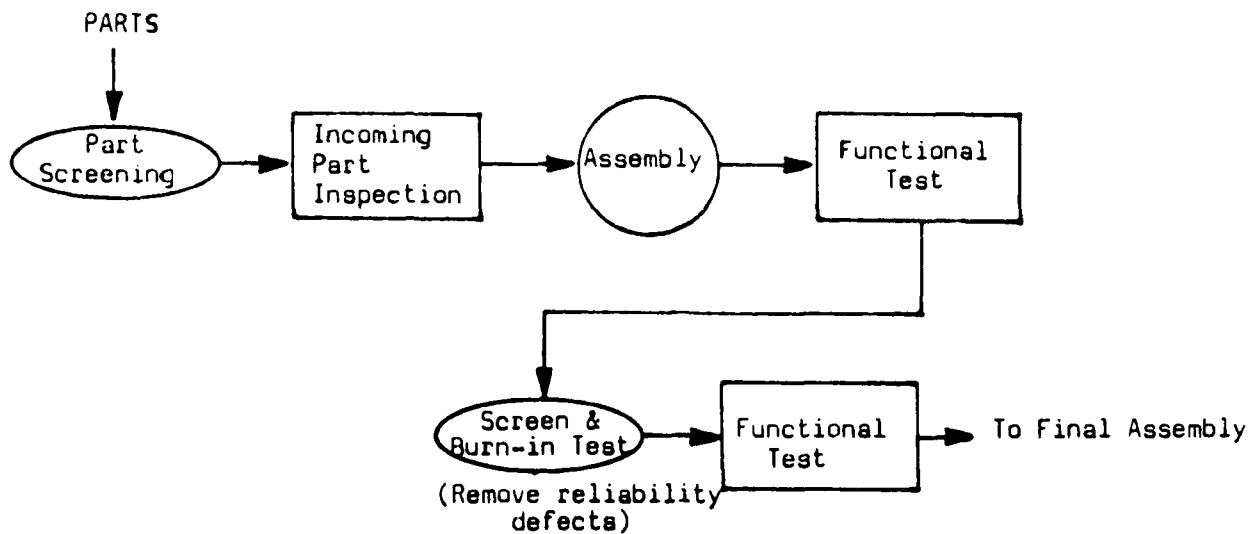 PARTS
Part
Screening
Incoming
Part
Inspection
Assembly
Functional
Test
Screen &
Burn-in Test
(Remove reliability
defects)
Functional
Test
To Final Assembly